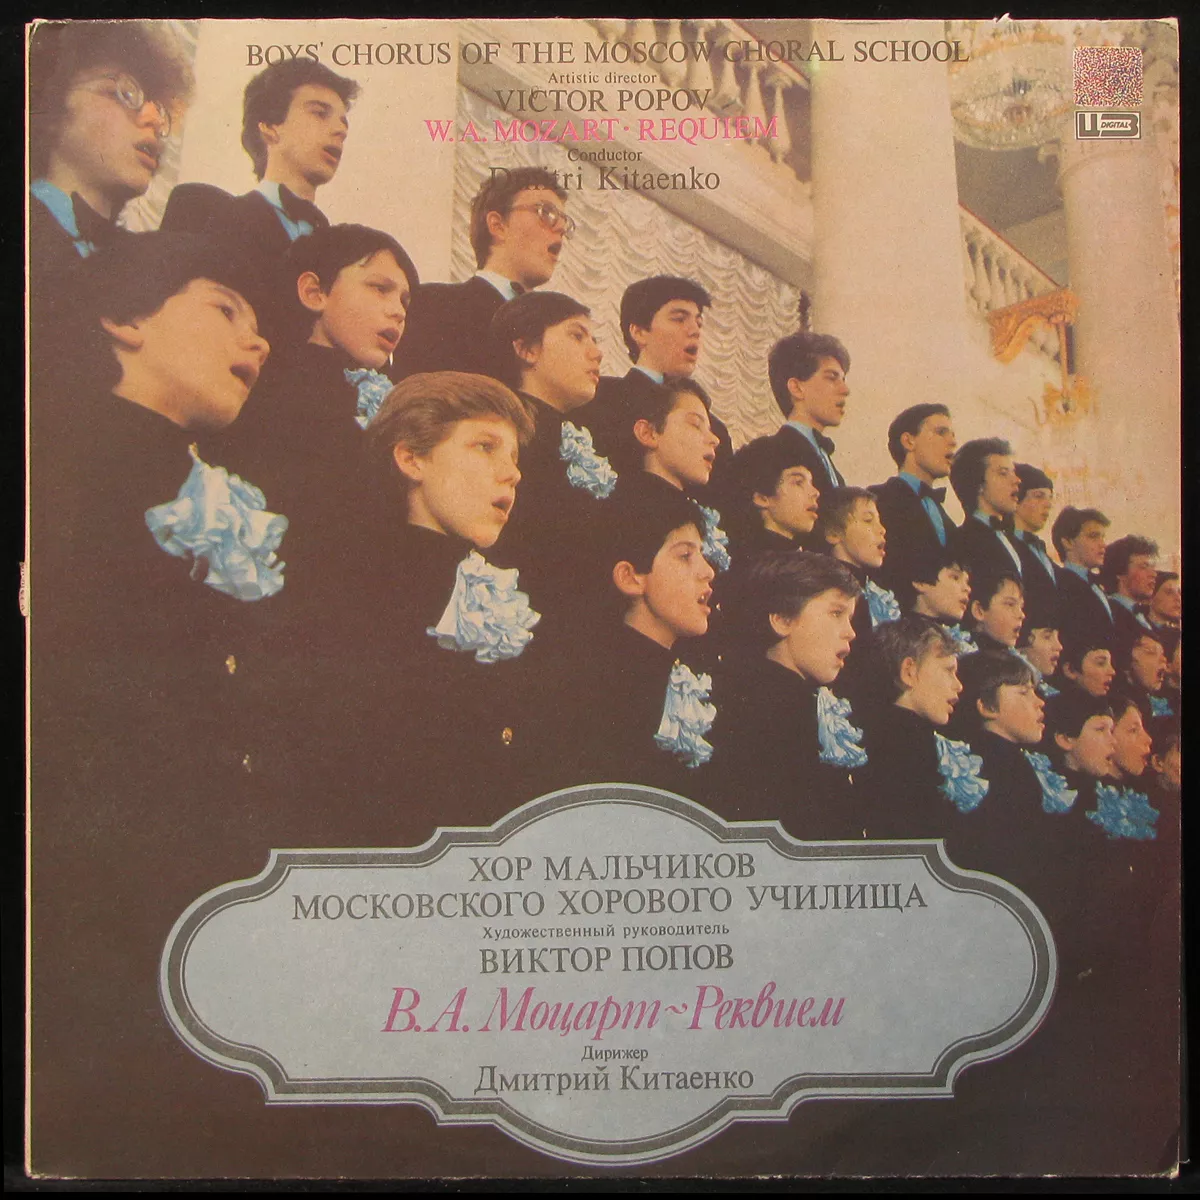 BOYS' CHORUS OF THE MOSCOW CHORAL SCHOOL
Artistic director
VICTOR POPOV
W. A. MOZART · REQUIEM
Conductor
Dmitri Kitaenko
DIGITAL
ХОР МАЛЬЧИКОВ
МОСКОВСКОГО ХОРОВОГО УЧИЛИЩА
Художественный руководитель
ВИКТОР ПОПОВ
В.А. Моцарт~Реквием
Дирижер
Дмитрий Китаенко